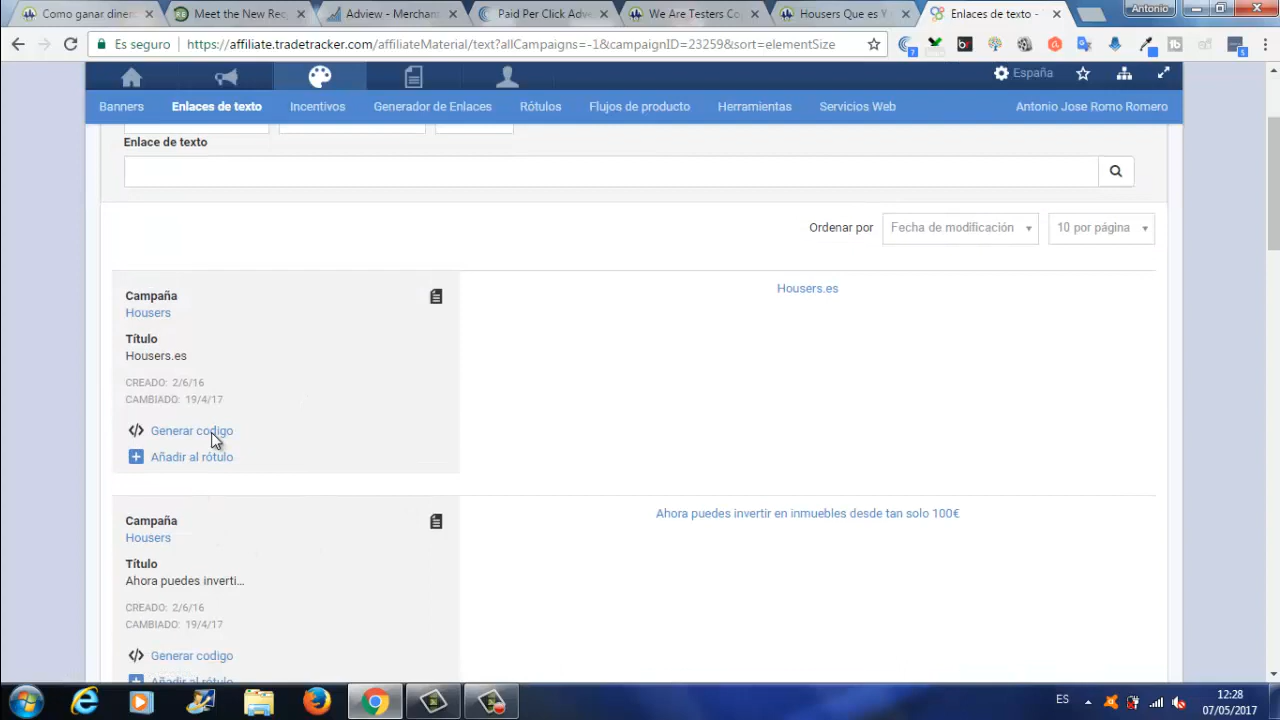 Como ganar diner
Meet the New Rec
Adview - Merchan
Paid Per Click Adve
We Are Testers Co
Housers Que es Y
Enlaces de texto -
Antonio
Es seguro
https://affiliate.tradetracker.com/affiliateMaterial/text?allCampaigns=-1&campaignID=23259&sort=elementSize
España
Banners
Enlaces de texto
Incentivos
Generador de Enlaces
Rótulos
Flujos de producto
Herramientas
Servicios Web
Antonio Jose Romo Romero
Enlace de texto
Ordenar por
Fecha de modificación
10 por página
Campaña
Housers
Título
Housers.es
CREADO: 2/6/16
CAMBIADO: 19/4/17
Generar codigo
Añadir al rótulo
Housers.es
Campaña
Housers
Título
Ahora puedes inverti...
CREADO: 2/6/16
CAMBIADO: 19/4/17
Generar codigo
Añadir al rótulo
Ahora puedes invertir en inmuebles desde tan solo 100€
ES
12:28
07/05/2017